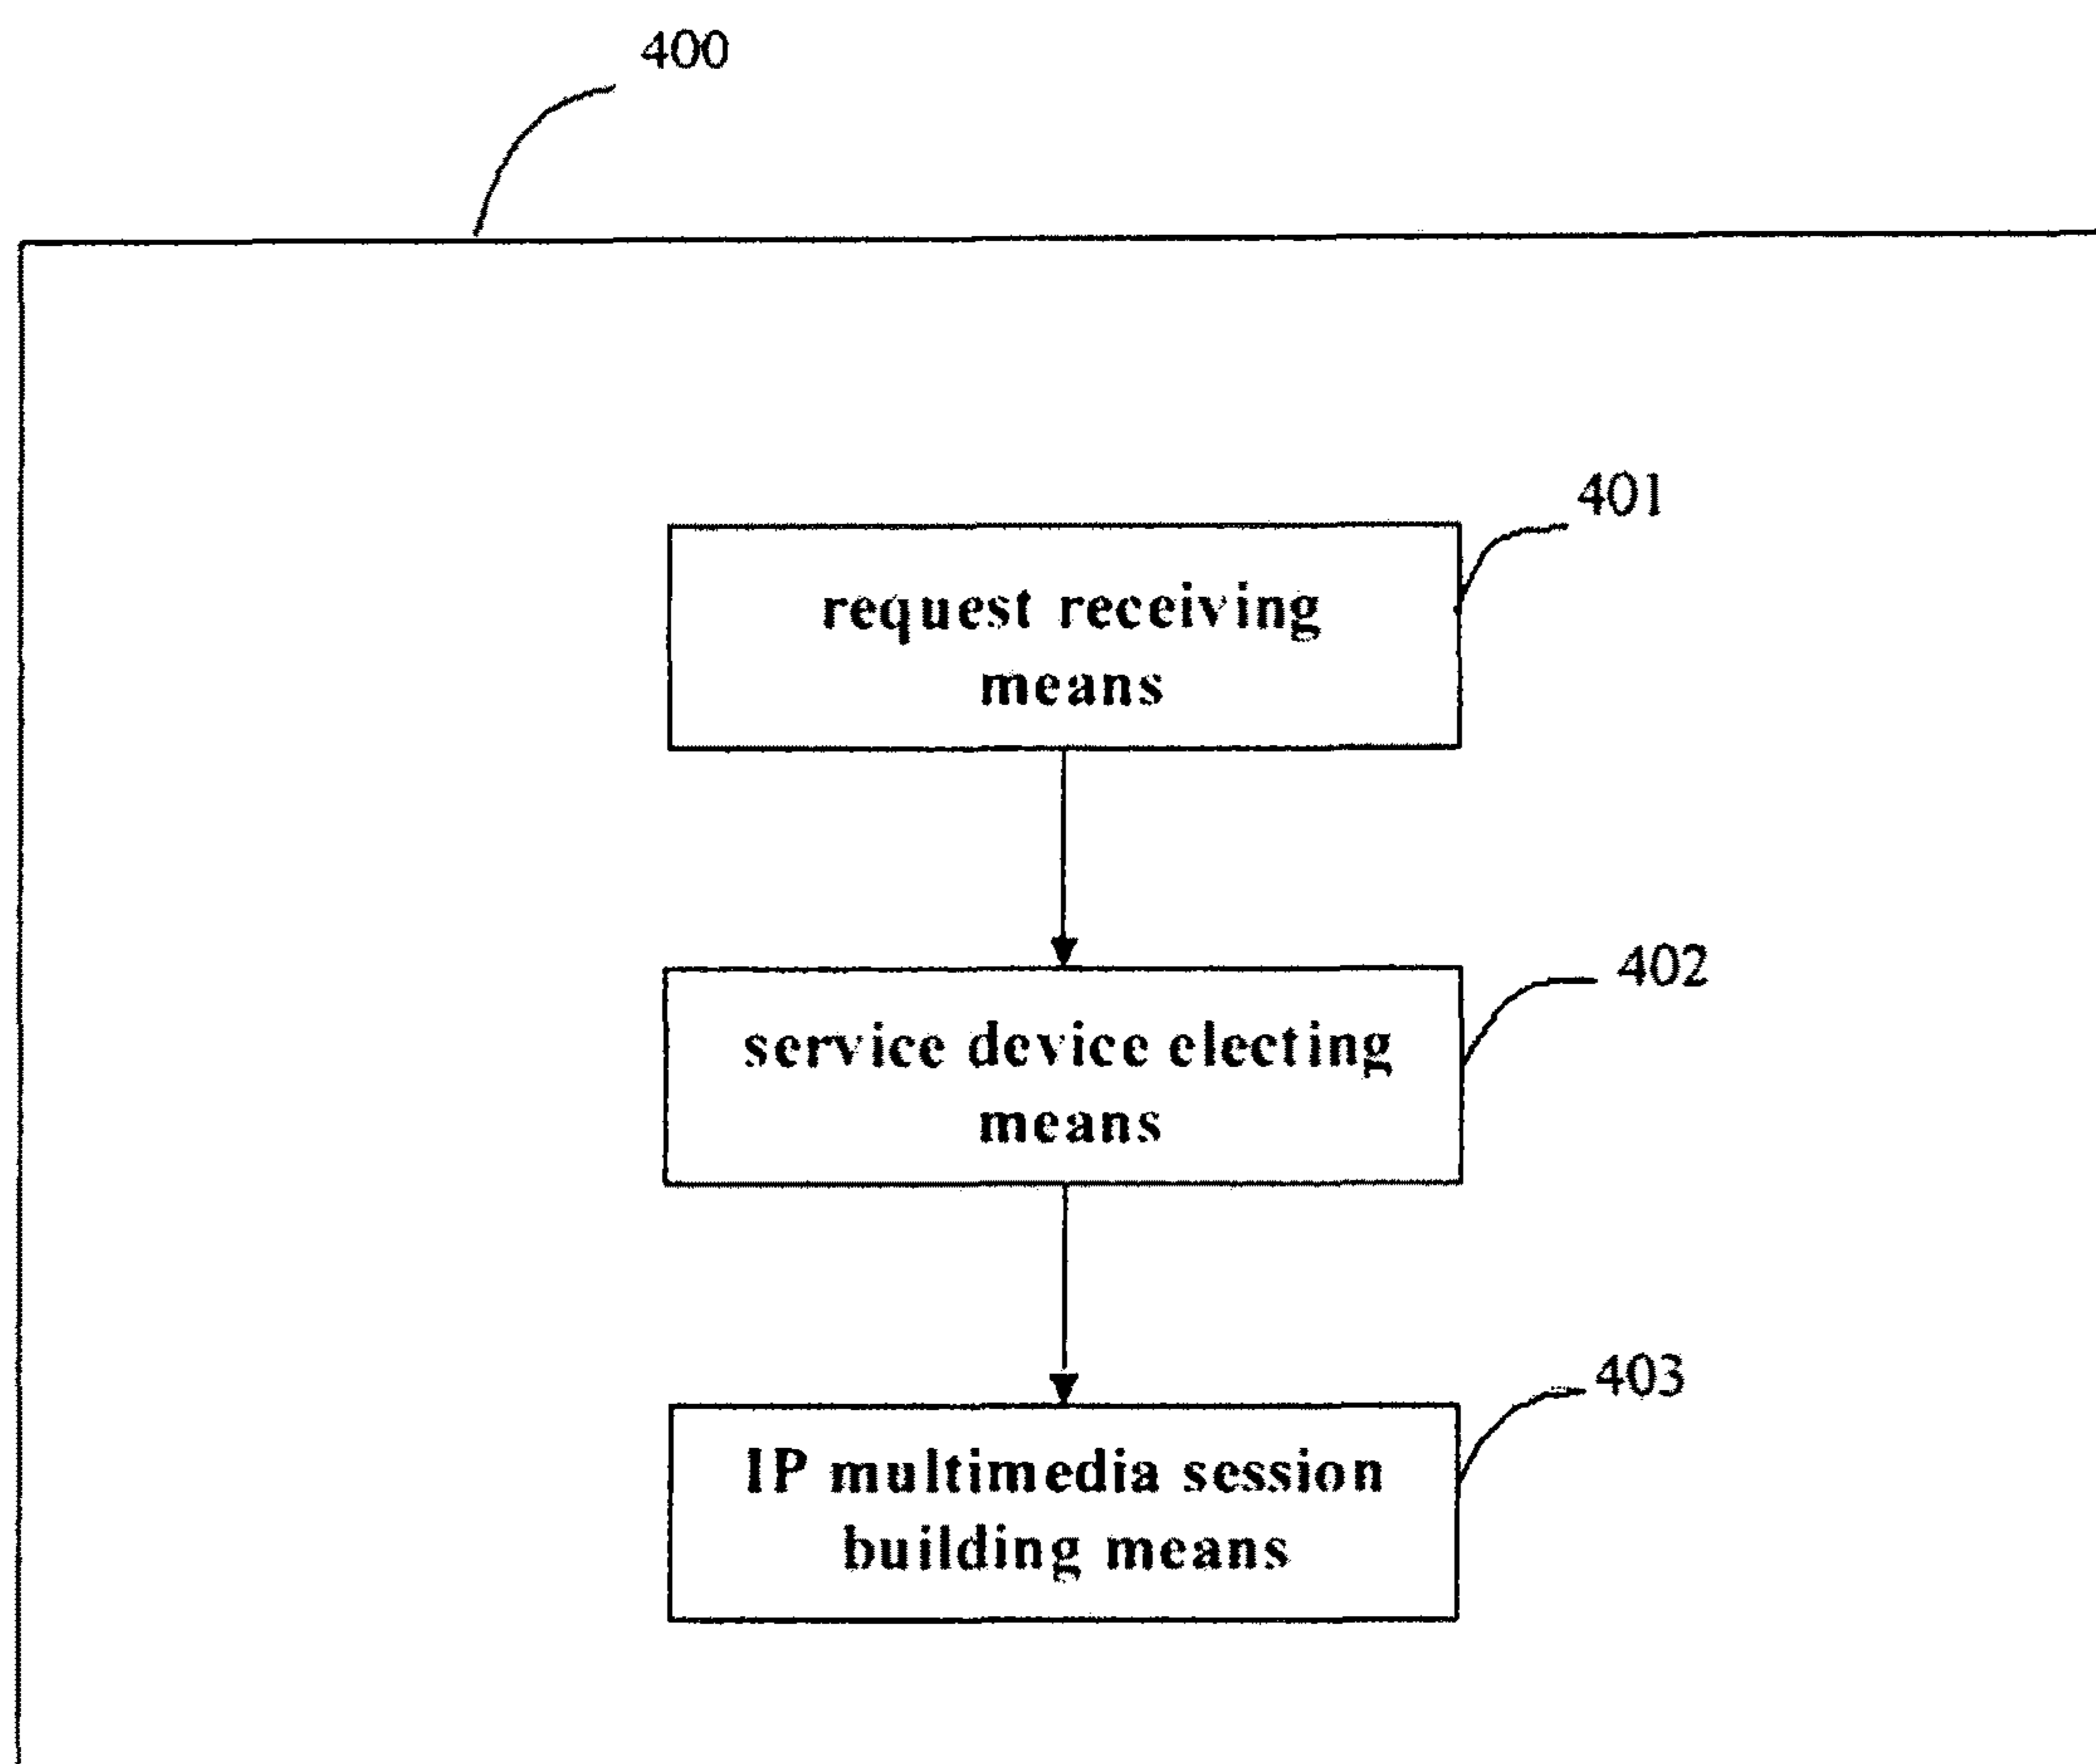 400
401
request receiving
means
402
service device electing
means
403
IP multimedia session
building means